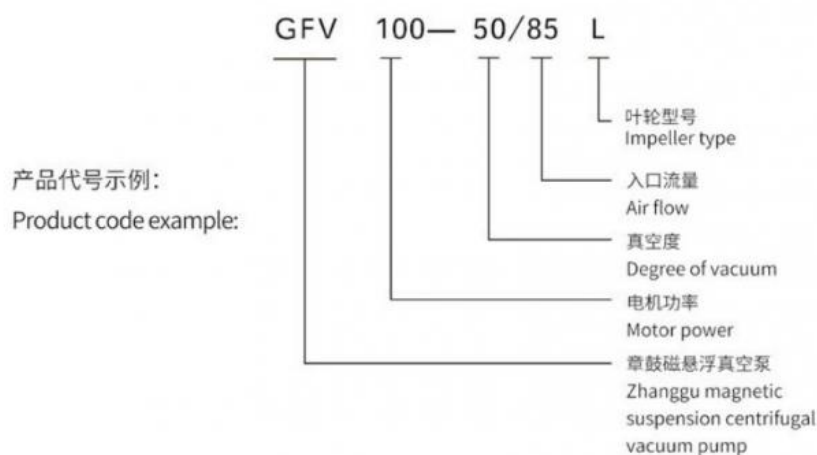 GFV 100— 50/85 L
叶轮型号
Impeller type
产品代号示例：
Product code example:
入口流量
Air flow
真空度
Degree of vacuum
电机功率
Motor power
章鼓磁悬浮真空泵
Zhanggu magnetic
suspension centrifugal
vacuum pump